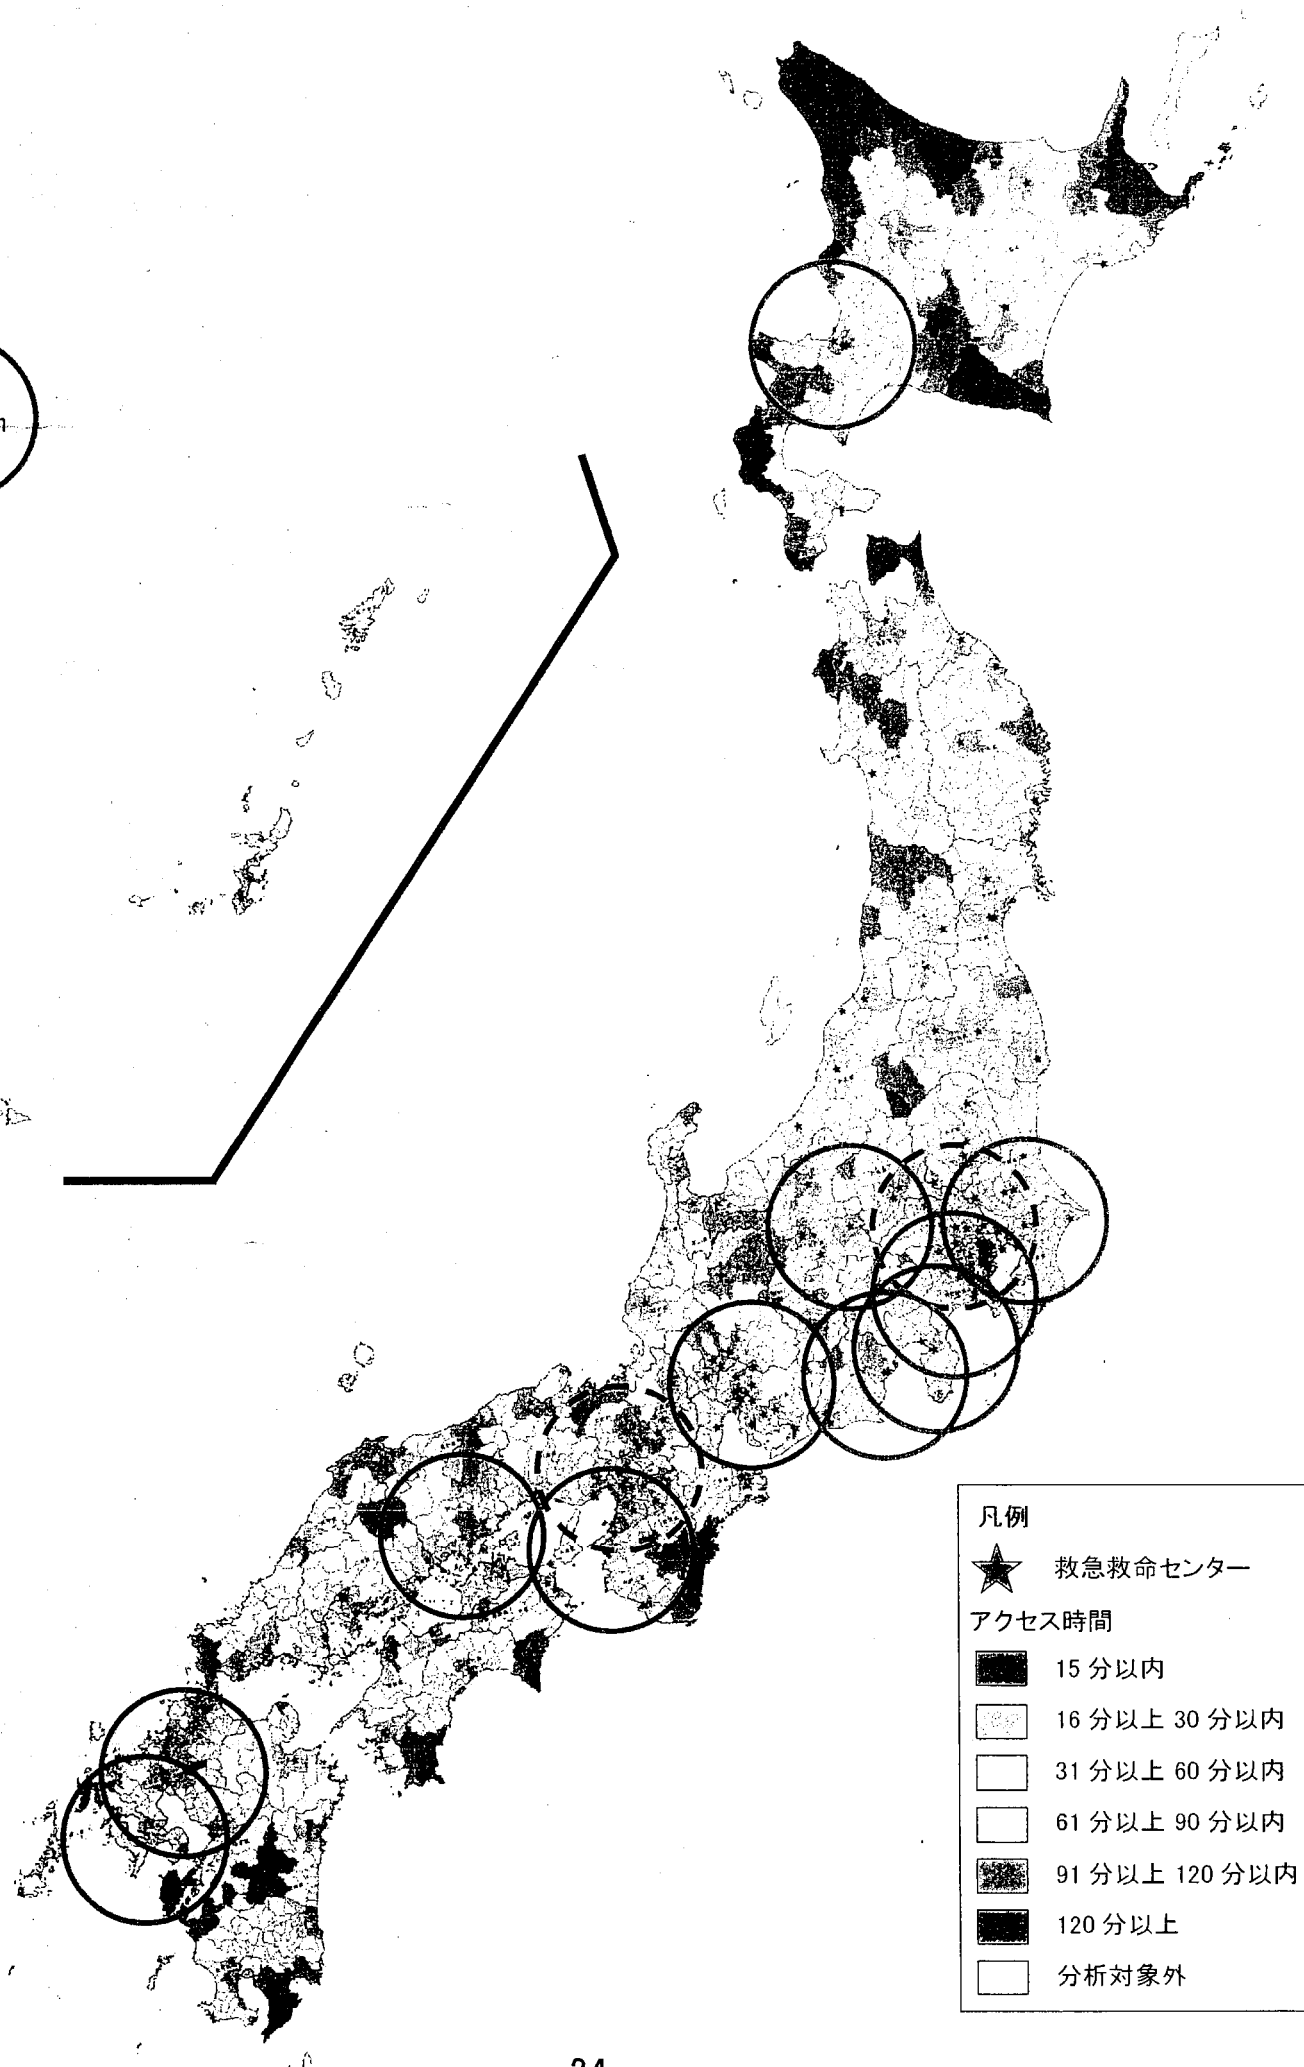 凡例
救急救命センター
アクセス時間
15 分以内
16 分以上 30 分以内
31 分以上 60 分以内
61 分以上 90 分以内
91 分以上 120 分以内
120 分以上
分析対象外